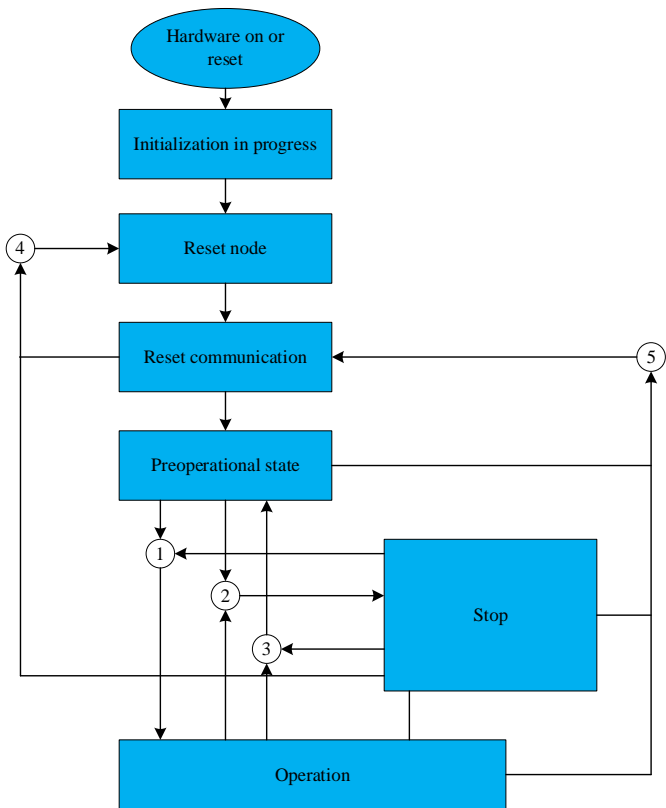 Hardware on or
reset
Initialization in progress
4
Reset node
Reset communication
5
Preoperational state
1
2
3
Stop
Operation